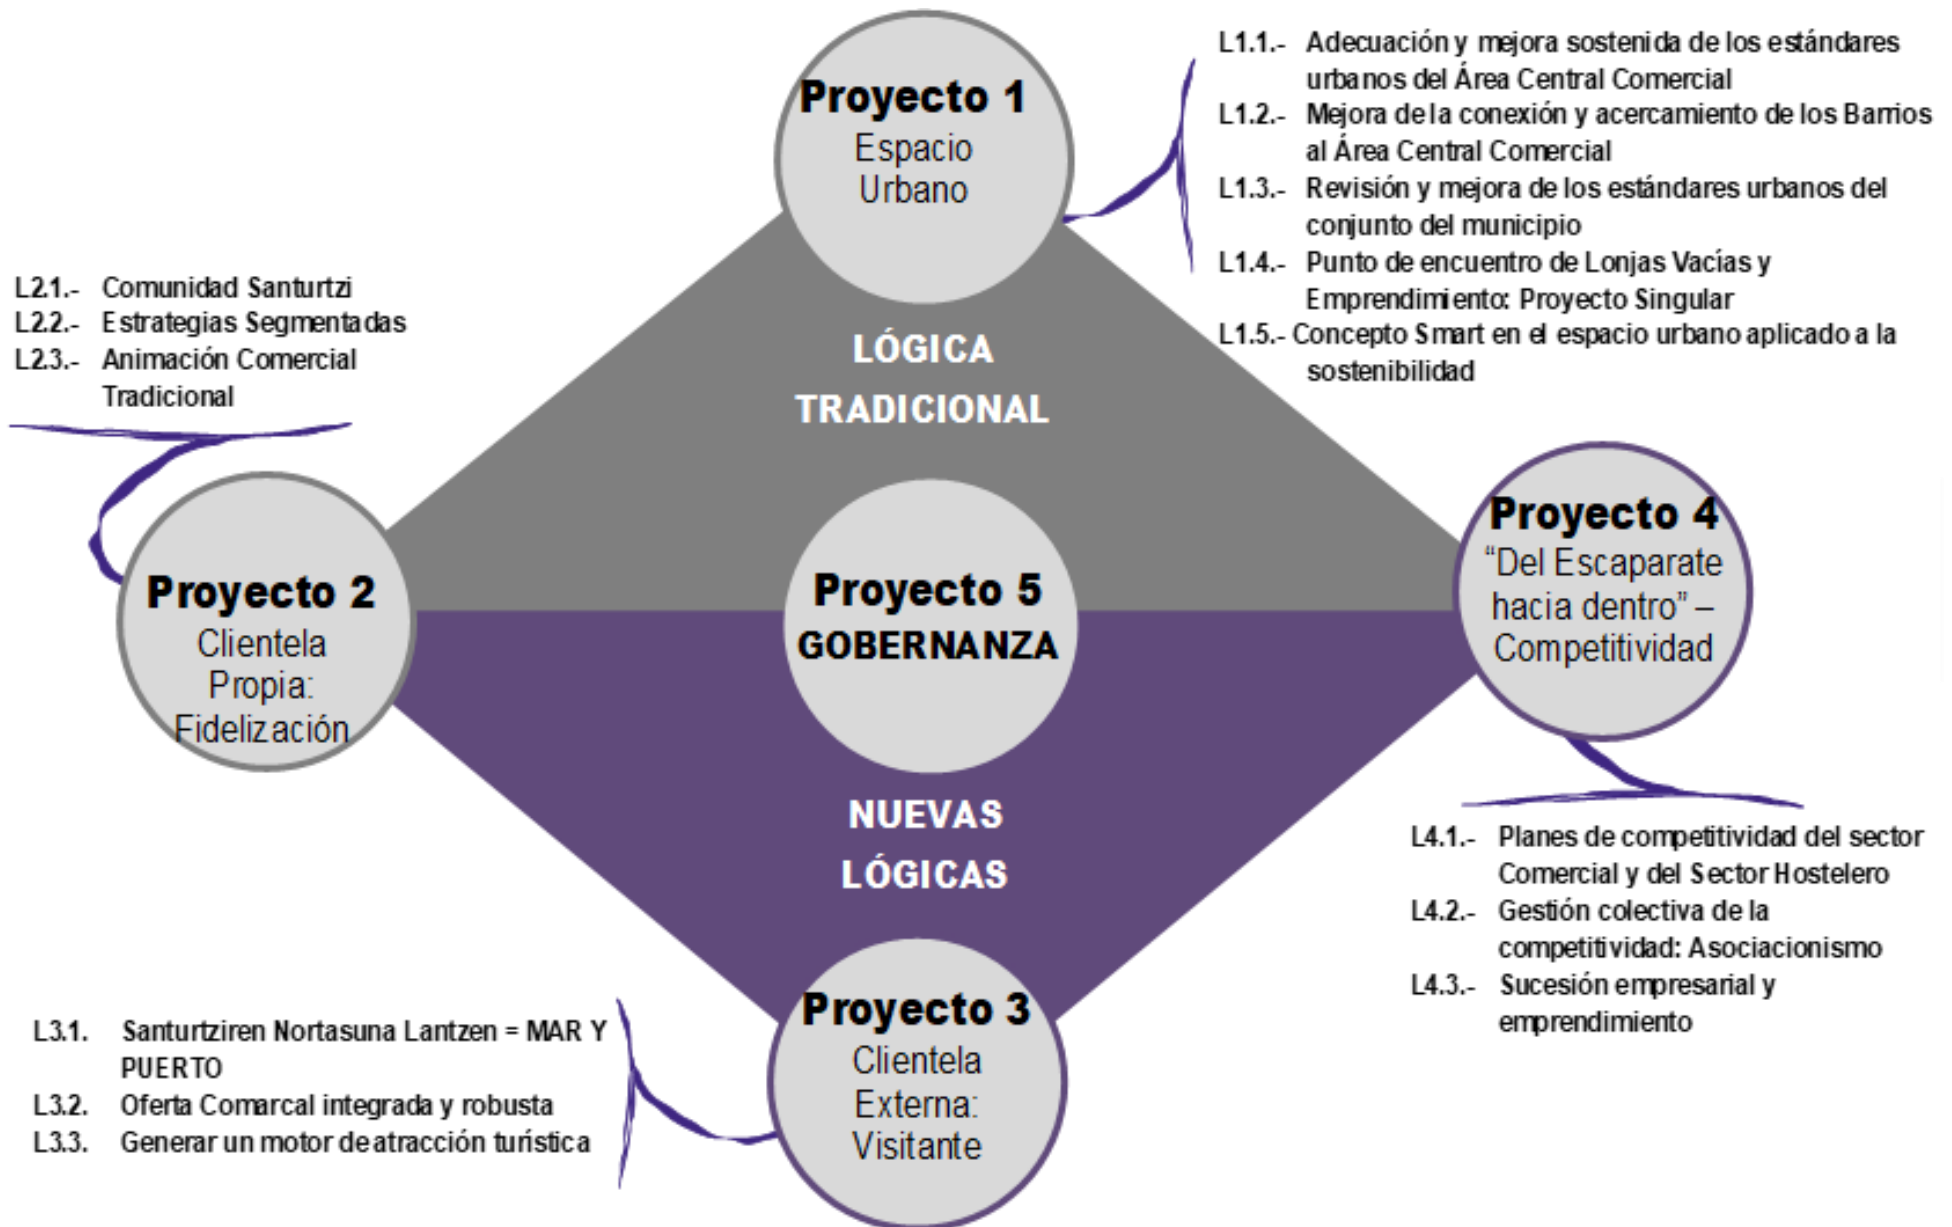 Proyecto 1
Espacio
Urbano
L1.1.- Adecuación y mejora sostenida de los estándares
urbanos del Área Central Comercial
L1.2.- Mejora de la conexión y acercamiento de los Barrios
al Área Central Comercial
L1.3.- Revisión y mejora de los estándares urbanos del
conjunto del municipio
L1.4.- Punto de encuentro de Lonjas Vacías y
Emprendimiento: Proyecto Singular
L1.5.- Concepto Smart en el espacio urbano aplicado a la
sostenibilidad
L2.1.- Comunidad Santurtzi
L2.2.- Estrategias Segmentadas
L2.3.- Animación Comercial
Tradicional
LÓGICA
TRADICIONAL
Proyecto 2
Clientela
Propia:
Fidelización
Proyecto 5
GOBERNANZA
Proyecto 4
“Del Escaparate
hacia dentro” –
Competitividad
NUEVAS
LÓGICAS
L4.1.- Planes de competitividad del sector
Comercial y del Sector Hostelero
L4.2.- Gestión colectiva de la
competitividad: Asociacionismo
L4.3.- Sucesión empresarial y
emprendimiento
Proyecto 3
Clientela
Externa:
Visitante
L3.1. Santurtziren Nortasuna Lantzen = MAR Y
PUERTO
L3.2. Oferta Comarcal integrada y robusta
L3.3. Generar un motor de atracción turística